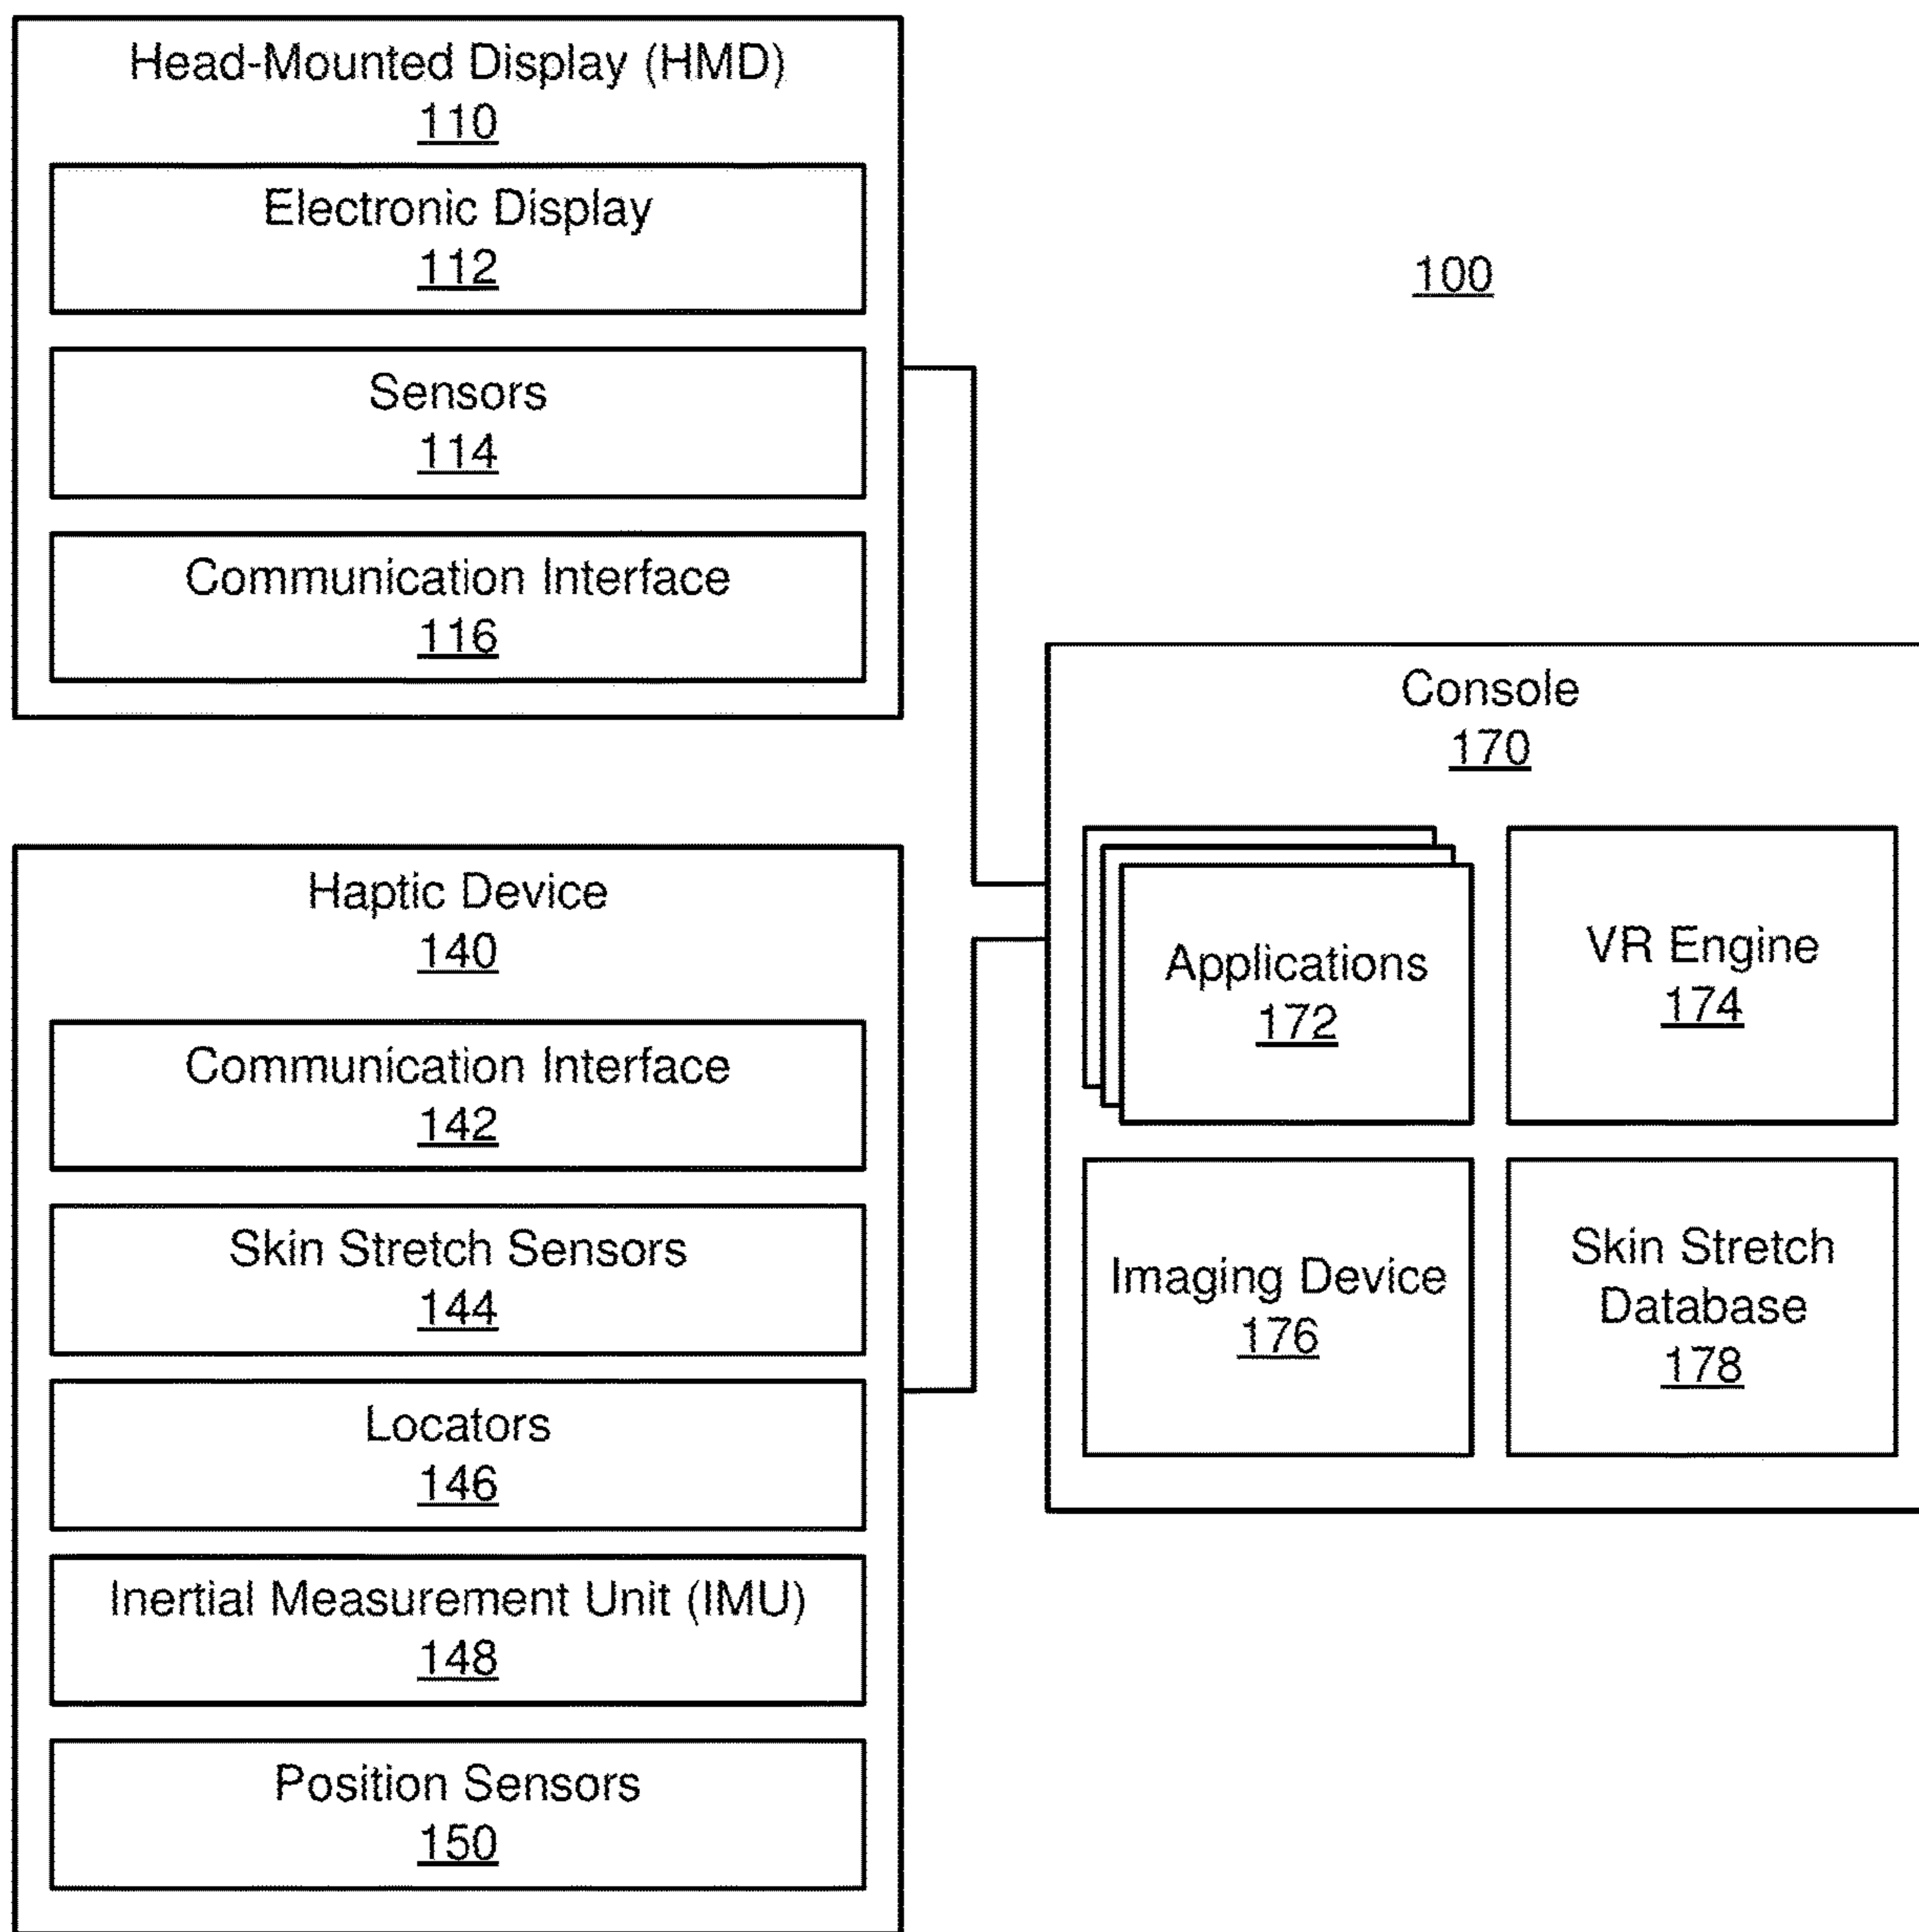 Head-Mounted Display (HMD)
110
Electronic Display
112
Sensors
114
Communication Interface
116
100
Haptic Device
140
Communication Interface
142
Skin Stretch Sensors
144
Locators
146
Inertial Measurement Unit (IMU)
148
Position Sensors
150
Console
170
Applications
172
VR Engine
174
Imaging Device
176
Skin Stretch
Database
178